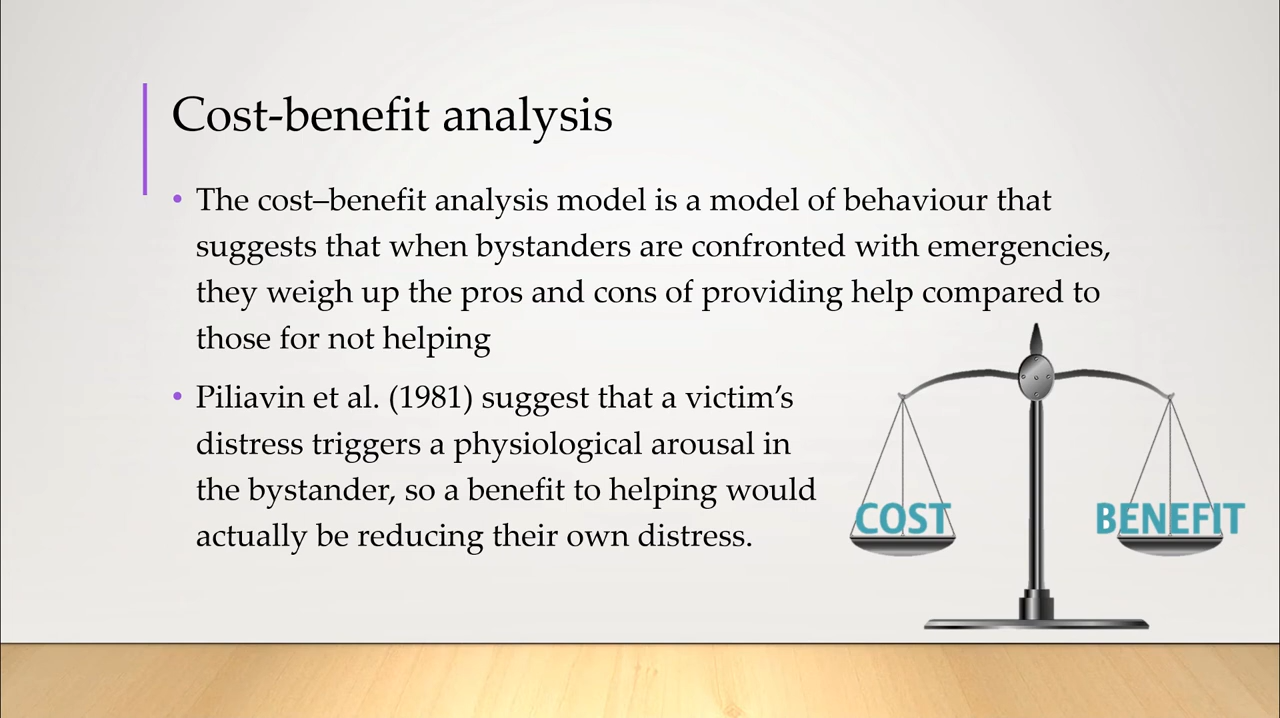 Cost-benefit analysis
• The cost–benefit analysis model is a model of behaviour that
suggests that when bystanders are confronted with emergencies,
they weigh up the pros and cons of providing help compared to
those for not helping
• Piliavin et al. (1981) suggest that a victim’s
distress triggers a physiological arousal in
the bystander, so a benefit to helping would
actually be reducing their own distress.
COST
BENEFIT